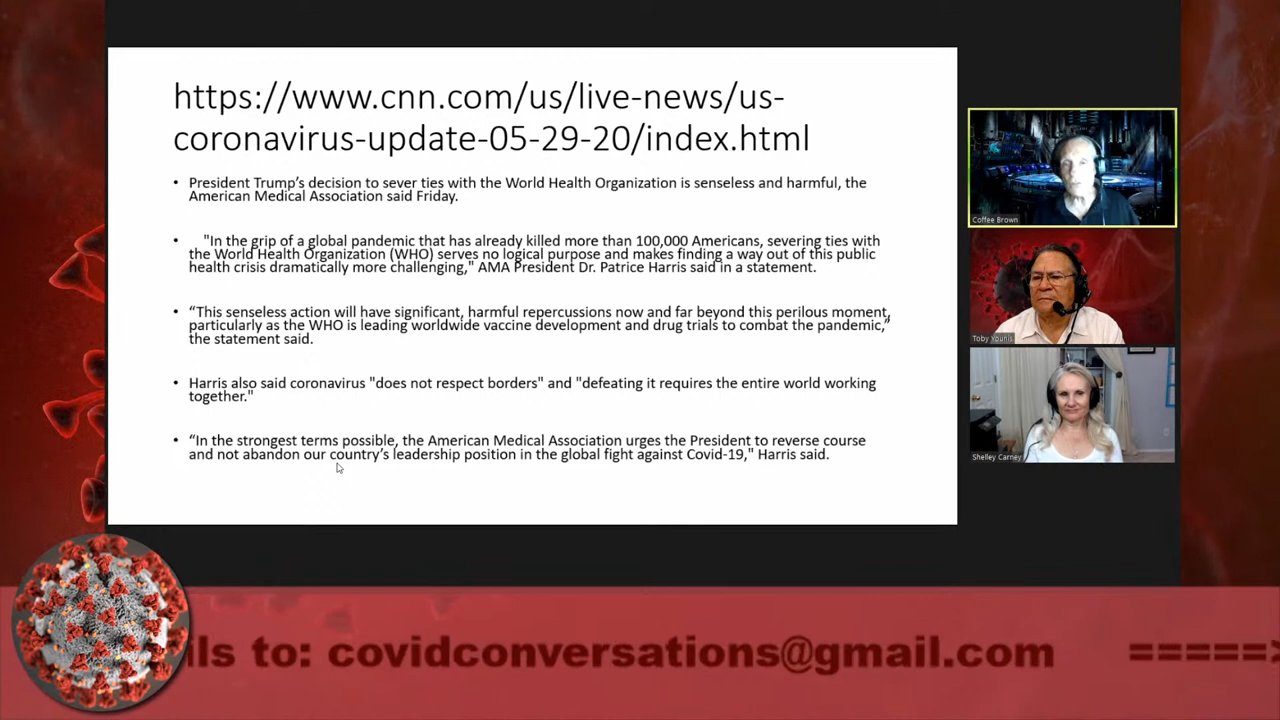 https://www.cnn.com/us/live-news/us-
coronavirus-update-05-29-20/index.html
• President Trump's decision to sever ties with the World Health Organization is senseless and harmful, the
American Medical Association said Friday.
• "In the grip of a global pandemic that has already killed more than 100,000 Americans, severing ties with
the World Health Organization (WHO) serves no logical purpose and makes finding a way out of this public
health crisis dramatically more challenging," AMA President Dr. Patrice Harris said in a statement.
• “This senseless action will have significant, harmful repercussions now and far beyond this perilous moment,
particularly as the WHO is leading worldwide vaccine development and drug trials to combat the pandemic,”
the statement said.
• Harris also said coronavirus "does not respect borders" and "defeating it requires the entire world working
together."
• “In the strongest terms possible, the American Medical Association urges the President to reverse course
and not abandon our country’s leadership position in the global fight against Covid-19," Harris said.
Coffee Brown
Toby Younis
Shelley Carney
ils to: covidconversations@gmail.com =====>